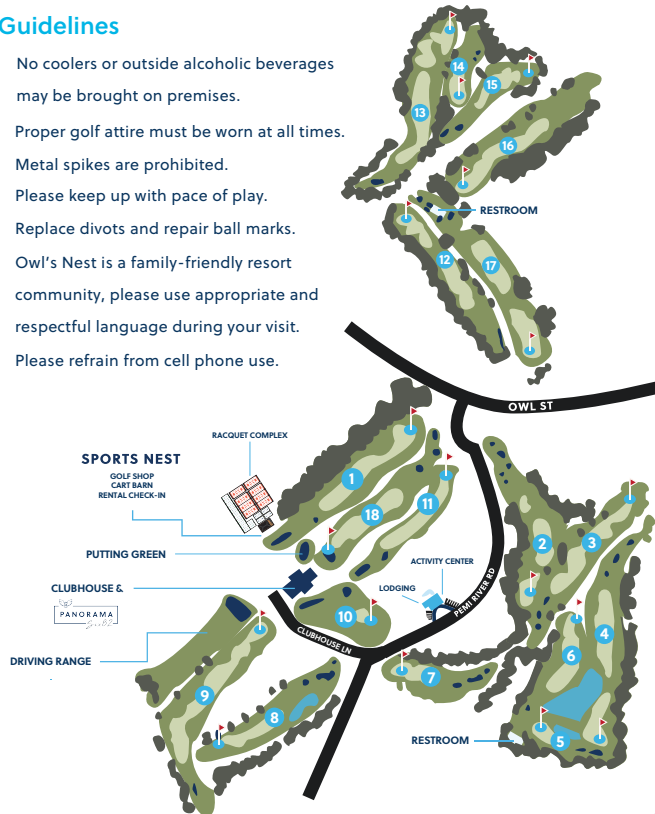 Guidelines
No coolers or outside alcoholic beverages
may be brought on premises.
Proper golf attire must be worn at all times.
Metal spikes are prohibited.
Please keep up with pace of play.
Replace divots and repair ball marks.
Owl's Nest is a family-friendly resort
community, please use appropriate and
respectful language during your visit.
Please refrain from cell phone use.
14
15
13
16
RESTROOM
12
17
OWL ST
RACQUET COMPLEX
SPORTS NEST
GOLF SHOP
CART BARN
RENTAL CHECK-IN
1
18
11
2
3
PUTTING GREEN
ACTIVITY CENTER
LODGING
PEMI RIVER RD
CLUBHOUSE &
PANORAMA
10
CLUBHOUSE LN
4
6
DRIVING RANGE
7
9
8
5
RESTROOM